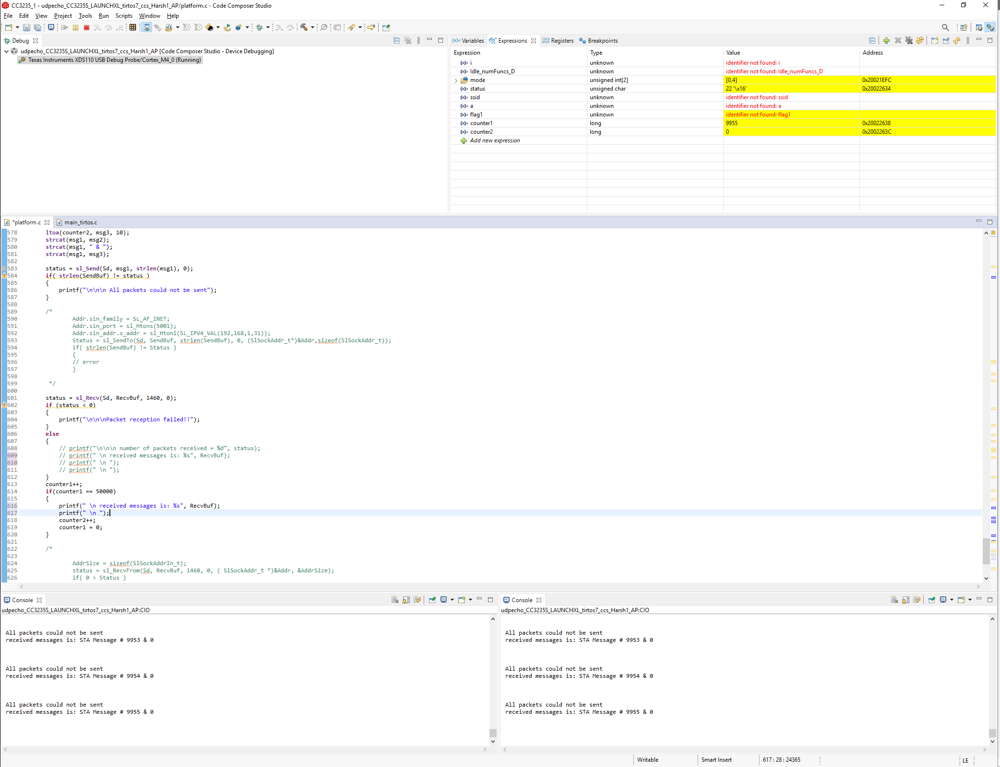 CC3235_1 - udpecho_CC3235S_LAUNCHXL_tirtos7_ccs_Harsh1_AP/platform.c - Code Composer Studio
File Edit View Project Tools Run Scripts Window Help
Debug
udpecho_CC3235S_LAUNCHXL_tirtos7_ccs_Harsh1_AP [Code Composer Studio - Device Debugging]
Texas Instruments XDS110 USB Debug Probe/Cortex_M4_0 (Running)
(x)= Variables Expressions Registers Breakpoints
Expression Type Value Address
(x)= i unknown identifier not found: i
(x)= Idle_numFuncs_D unknown identifier not found: Idle_numFuncs_D
mode unsigned int[2] [0,4] 0x20021EFC
(x)= status unsigned char 22 '\x16' 0x20022634
(x)= ssid unknown identifier not found: ssid
(x)= a unknown identifier not found: a
(x)= flag1 unknown identifier not found: flag1
(x)= counter1 long 9955 0x20022638
(x)= counter2 long 0 0x2002263C
Add new expression
*platform.c main_tirtos.c
578 ltoa(counter2, msg3, 10);
579 strcat(msg1, msg2);
580 strcat(msg1, " & ");
581 strcat(msg1, msg3);
582
583 status = sl_Send(Sd, msg1, strlen(msg1), 0);
584 if( strlen(SendBuf) != status )
585 {
586 printf("\n\n\n All packets could not be sent");
587 }
588
589 /*
590 Addr.sin_family = SL_AF_INET;
591 Addr.sin_port = sl_Htons(5001);
592 Addr.sin_addr.s_addr = sl_Htonl(SL_IPV4_VAL(192,168,1,31));
593 Status = sl_SendTo(Sd, SendBuf, strlen(SendBuf), 0, (SlSockAddr_t*)&Addr,sizeof(SlSockAddr_t));
594 if( strlen(SendBuf) != Status )
595 {
596 // error
597 }
598
599 */
600
601 status = sl_Recv(Sd, RecvBuf, 1460, 0);
602 if (status < 0)
603 {
604 printf("\n\n\nPacket reception failed!!");
605 }
606 else
607 {
608 // printf("\n\n\n number of packets received = %d", status);
609 // printf(" \n received messages is: %s", RecvBuf);
610 // printf(" \n ");
611 // printf(" \n ");
612 }
613 counter1++;
614 if(counter1 == 50000)
615 {
616 printf(" \n received messages is: %s", RecvBuf);
617 printf(" \n ");
618 counter2++;
619 counter1 = 0;
620 }
621
622 /*
623
624 AddrSize = sizeof(SlSockAddrIn_t);
625 status = sl_RecvFrom(Sd, RecvBuf, 1460, 0, ( SlSockAddr_t *)&Addr, &AddrSize);
626 if( 0 > Status )
Console
udpecho_CC3235S_LAUNCHXL_tirtos7_ccs_Harsh1_AP:CIO
All packets could not be sent
received messages is: STA Message # 9953 & 0
All packets could not be sent
received messages is: STA Message # 9954 & 0
All packets could not be sent
received messages is: STA Message # 9955 & 0
Console
udpecho_CC3235S_LAUNCHXL_tirtos7_ccs_Harsh1_AP:CIO
All packets could not be sent
received messages is: STA Message # 9953 & 0
All packets could not be sent
received messages is: STA Message # 9954 & 0
All packets could not be sent
received messages is: STA Message # 9955 & 0
Writable Smart Insert 617 : 28 : 24365 LE